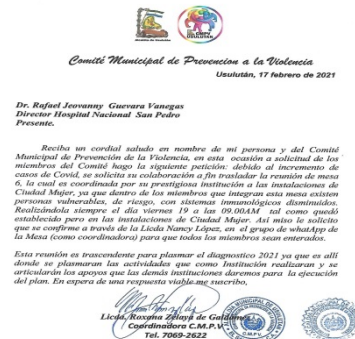 Comité Municipal de Prevencion a la Violencia
Usulután, 17 febrero de 2021
Dr. Rafael Jeovanny Guevara Vanegas
Director Hospital Nacional San Pedro
Presente.
Reciba un cordial saludo en nombre de mi persona y del Comité
Municipal de Prevención de la Violencia, en esta ocasión a solicitud de los
miembros del Comité hago la siguiente petición: debido al incremento de
casos de Covid, se solicita su colaboración a fin trasladar la reunión de mesa
6, la cual es coordinada por su prestigiosa institución a las instalaciones de
Ciudad Mujer, ya que dentro de los miembros que integran esta mesa existen
personas vulnerables, de riesgo, con sistemas inmunológicos disminuidos.
Realizándola siempre el día viernes 19 a las 09.00AM tal como quedó
establecido pero en las instalaciones de Ciudad Mujer. Así mismo le solicito
que se confirme a través de la Licda Nancy López, en el grupo de whatApp de
la Mesa (como coordinadora) para que todos los miembros sean enterados.
Esta reunión es trascendente para plasmar el diagnostico 2021 ya que es allí
donde se plasmaran las actividades que como Institución realizaran y se
articularán los apoyos que las demás instituciones daremos para la ejecución
del plan. En espera de una respuesta viable me suscribo,
Licda. Roxana Zelaya de Galdámez
Coordinadora C.M.P.V.
Tel. 7069-2622